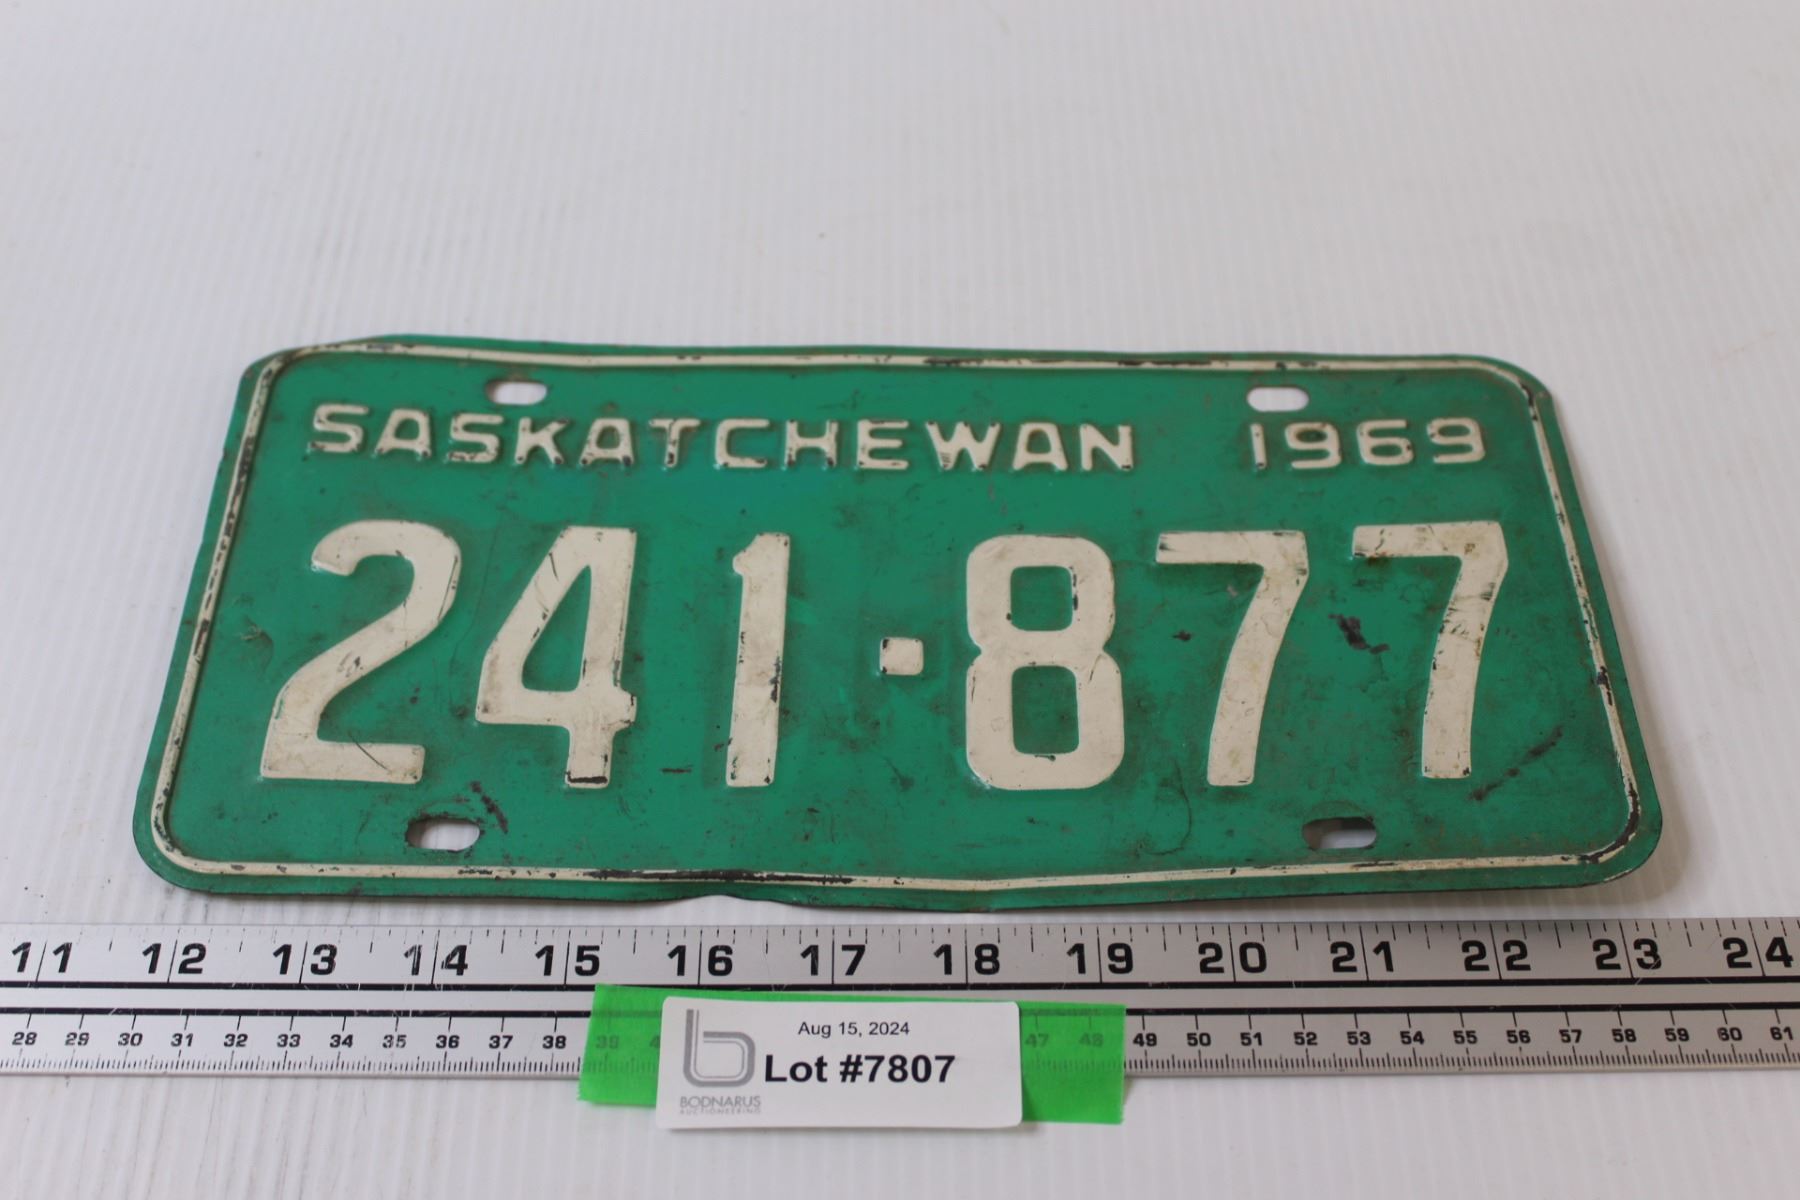 SASKATCHEWAN 1969
241·877
11 12 13 14 15 16 17 18 19 20 21 22 23 24
28 29 30 31 32 33 34 35 36 37 38 39 47 48 49 50 51 52 53 54 55 56 57 58 59 60 61
Aug 15, 2024
Lot #7807
BODNARUS
AUCTIONEERING